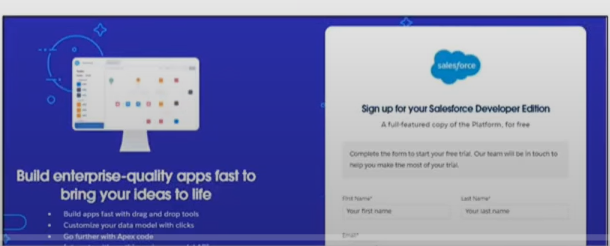 Build enterprise-quality apps fast to
bring your ideas to life
Build apps fast with drag and drop tools
Customize your data model with clicks
Go further with Apex code
salesforce
Sign up for your Salesforce Developer Edition
A full-featured copy of the Platform, for free
Complete the form to start your free trial. Our team will be in touch to
help you make the most of your trial.
First Name*
Last Name*
Your first name
Your last name
Email*